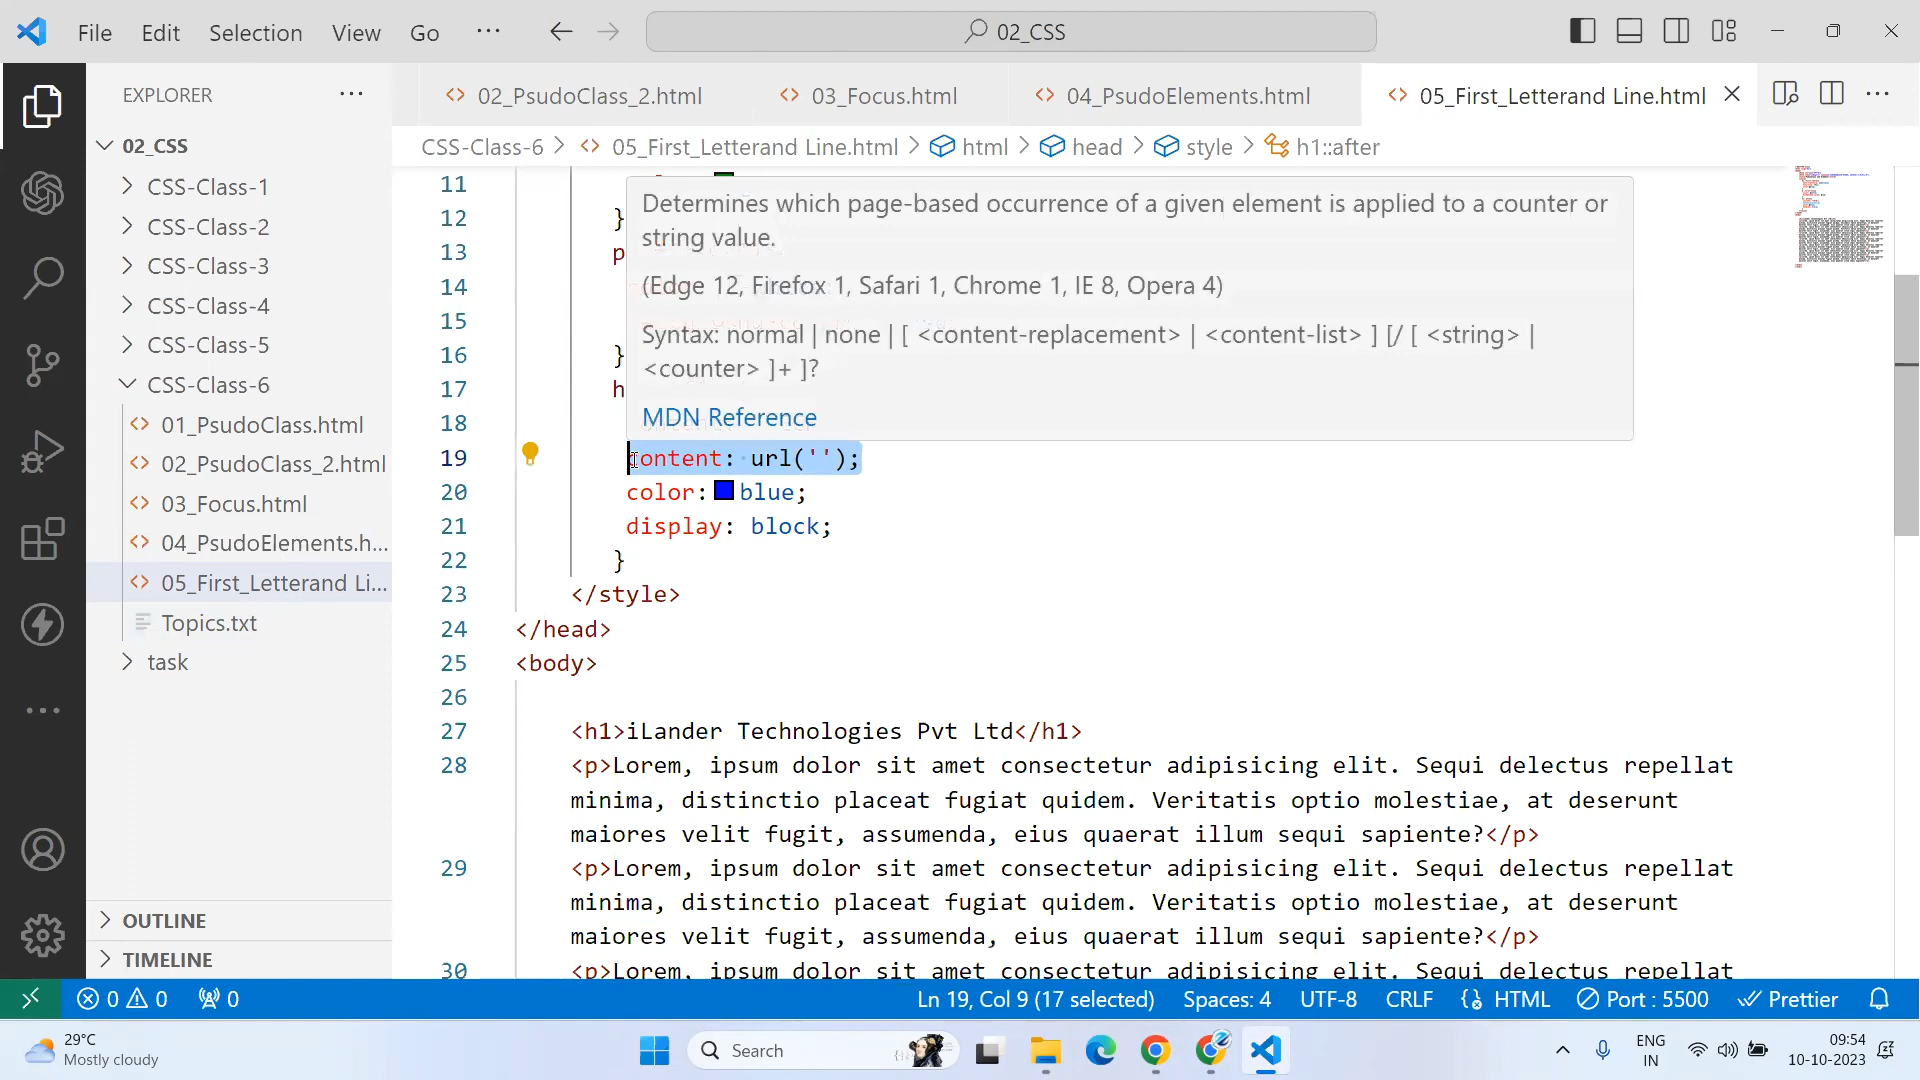 File Edit Selection View Go ··· 02_CSS
EXPLORER ···
02_PsudoClass_2.html 03_Focus.html 04_PsudoElements.html 05_First_Letterand Line.html
CSS-Class-6 > 05_First_Letterand Line.html > html > head > style > h1::after
02_CSS
CSS-Class-1
CSS-Class-2
CSS-Class-3
CSS-Class-4
CSS-Class-5
CSS-Class-6
01_PsudoClass.html
02_PsudoClass_2.html
03_Focus.html
04_PsudoElements.h...
05_First_Letterand Li...
Topics.txt
task
OUTLINE
TIMELINE
11
12 }
13 p
14
15
16 }
17 h
18
Determines which page-based occurrence of a given element is applied to a counter or
string value.
(Edge 12, Firefox 1, Safari 1, Chrome 1, IE 8, Opera 4)
Syntax: normal | none | [ <content-replacement> | <content-list> ] [/ [ <string> |
<counter> ]+ ]?
MDN Reference
19 content: url('');
20 color: blue;
21 display: block;
22 }
23 </style>
24 </head>
25 <body>
26
27 <h1>iLander Technologies Pvt Ltd</h1>
28 <p>Lorem, ipsum dolor sit amet consectetur adipisicing elit. Sequi delectus repellat
minima, distinctio placeat fugiat quidem. Veritatis optio molestiae, at deserunt
maiores velit fugit, assumenda, eius quaerat illum sequi sapiente?</p>
29 <p>Lorem, ipsum dolor sit amet consectetur adipisicing elit. Sequi delectus repellat
minima, distinctio placeat fugiat quidem. Veritatis optio molestiae, at deserunt
maiores velit fugit, assumenda, eius quaerat illum sequi sapiente?</p>
30 <p>Lorem, ipsum dolor sit amet consectetur adipisicing elit. Sequi delectus repellat
0 0 0 Ln 19, Col 9 (17 selected) Spaces: 4 UTF-8 CRLF HTML Port : 5500 Prettier
29°C
Mostly cloudy
Search
ENG
IN
09:54
10-10-2023